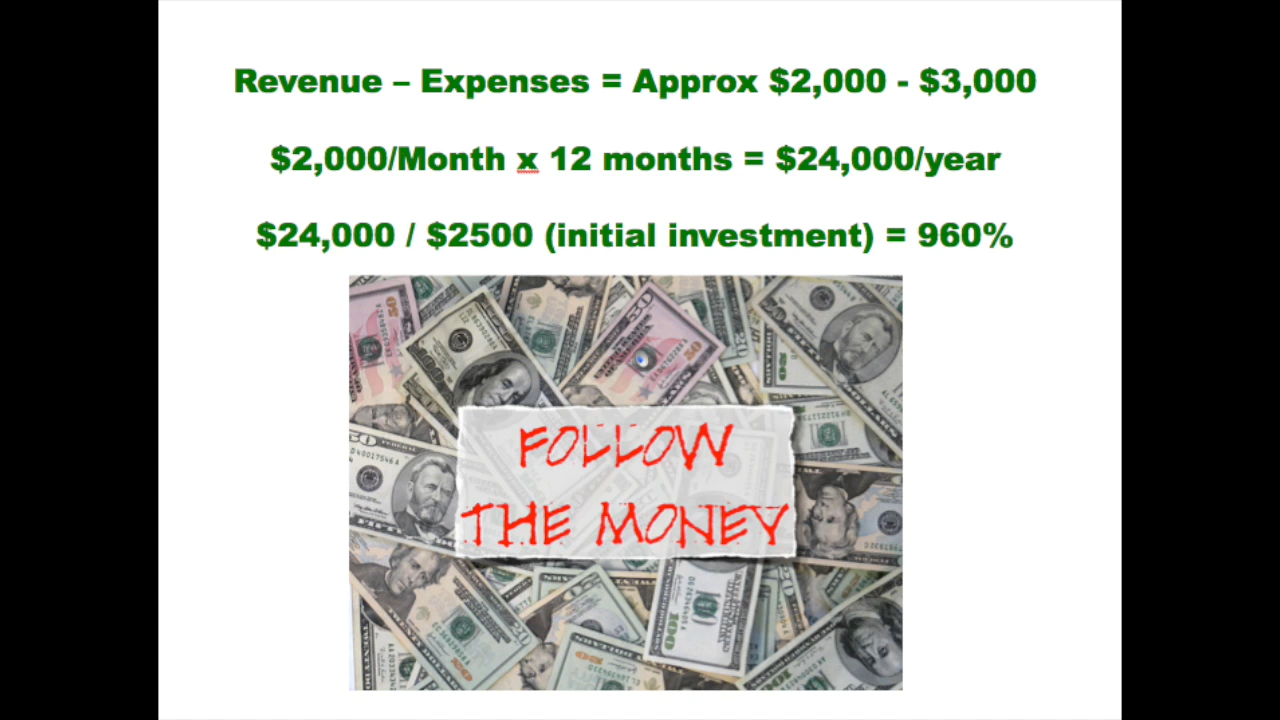 Revenue – Expenses = Approx $2,000 - $3,000
$2,000/Month x 12 months = $24,000/year
$24,000 / $2500 (initial investment) = 960%
FOLLOW
THE MONEY